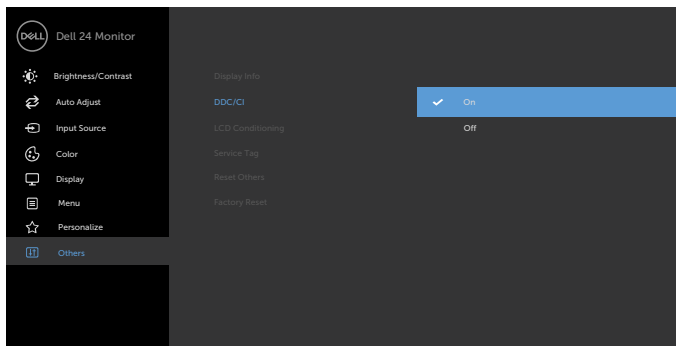 DELL Dell 24 Monitor
Brightness/Contrast
Auto Adjust
Input Source
Color
Display
Menu
Personalize
Others
Display Info
DDC/CI
LCD Conditioning
Service Tag
Reset Others
Factory Reset
On
Off